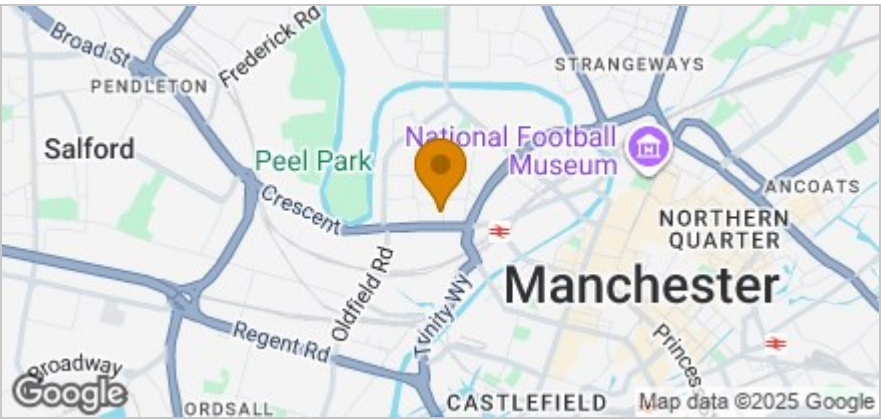 Broad St
Frederick Rd
STRANGEWAYS
PENDLETON
Salford
Peel Park
National Football
Museum
ANCOATS
Crescent
NORTHERN
QUARTER
Oldfield Rd
Manchester
Trinity Wy
Regent Rd
Princes
Broadway
Google
ORDSALL
CASTLEFIELD
Map data ©2025 Google